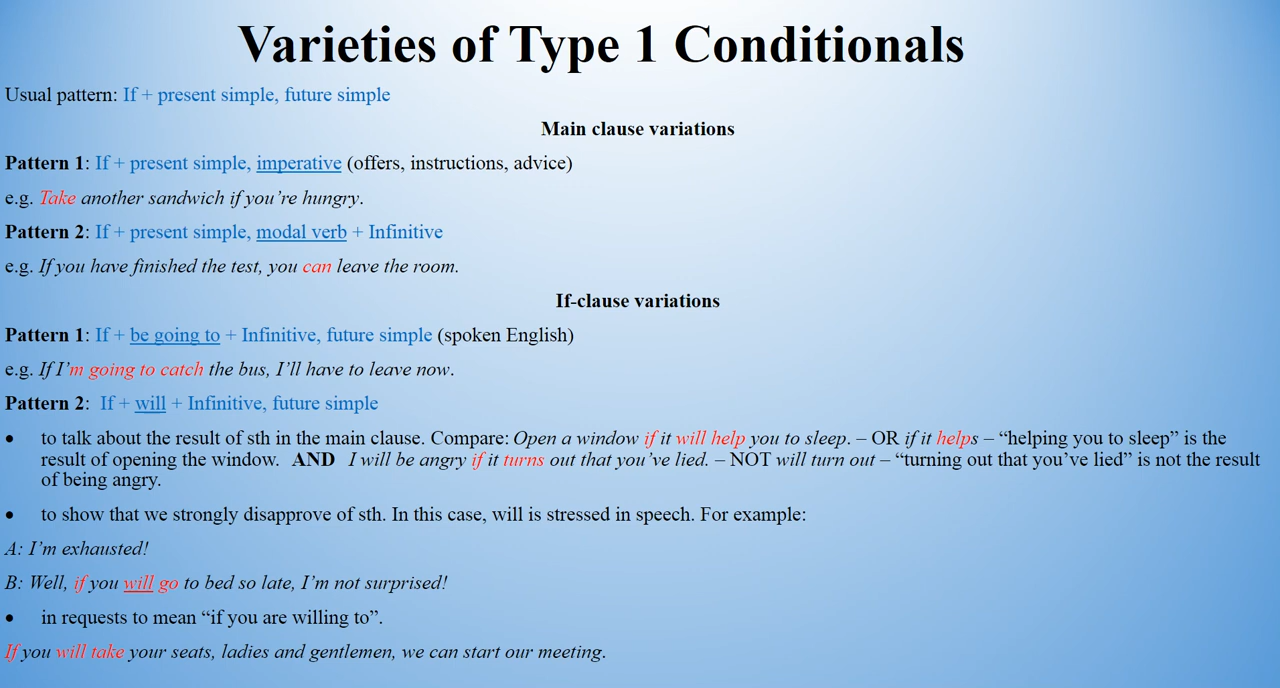 Varieties of Type 1 Conditionals
Usual pattern: If + present simple, future simple
Main clause variations
Pattern 1: If + present simple, imperative (offers, instructions, advice)
e.g. Take another sandwich if you’re hungry.
Pattern 2: If + present simple, modal verb + Infinitive
e.g. If you have finished the test, you can leave the room.
If-clause variations
Pattern 1: If + be going to + Infinitive, future simple (spoken English)
e.g. If I’m going to catch the bus, I’ll have to leave now.
Pattern 2: If + will + Infinitive, future simple
• to talk about the result of sth in the main clause. Compare: Open a window if it will help you to sleep. – OR if it helps – “helping you to sleep” is the
result of opening the window. AND I will be angry if it turns out that you’ve lied. – NOT will turn out – “turning out that you’ve lied” is not the result
of being angry.
• to show that we strongly disapprove of sth. In this case, will is stressed in speech. For example:
A: I’m exhausted!
B: Well, if you will go to bed so late, I’m not surprised!
• in requests to mean “if you are willing to”.
If you will take your seats, ladies and gentlemen, we can start our meeting.